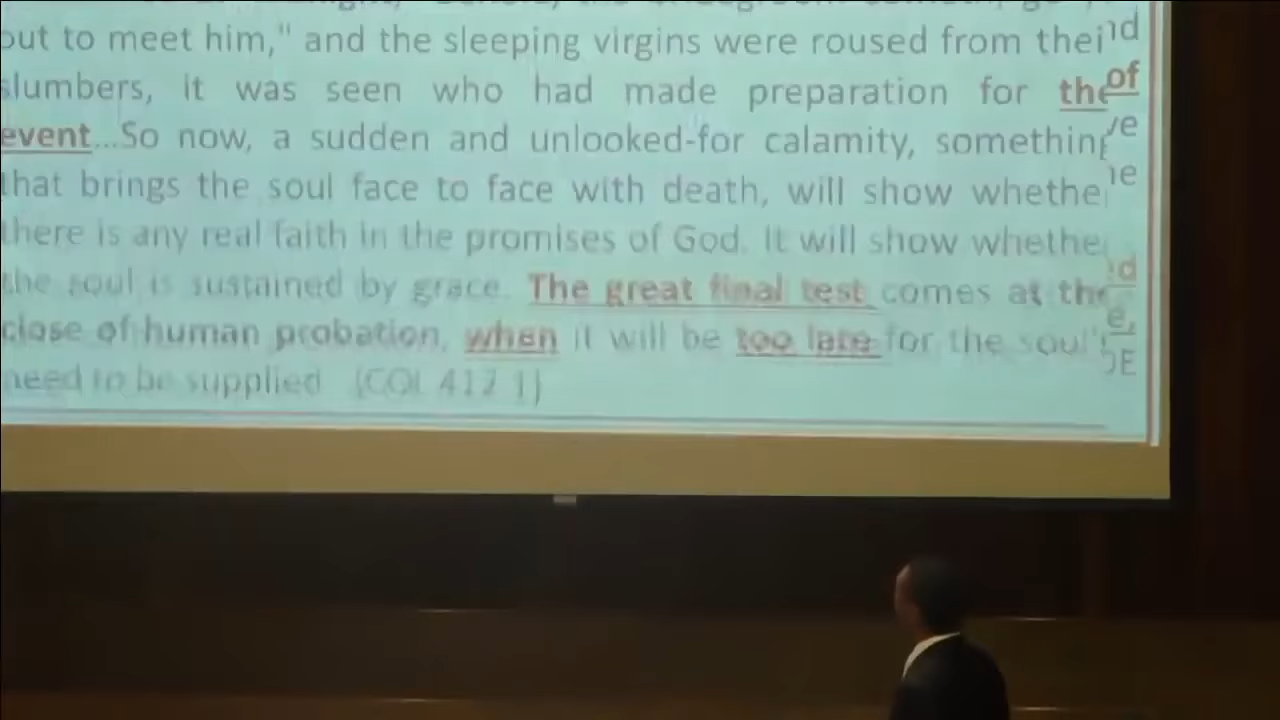 out to meet him," and the sleeping virgins were roused from thei
slumbers, it was seen who had made preparation for the
event...So now, a sudden and unlooked-for calamity, something
that brings the soul face to face with death, will show whethe
there is any real faith in the promises of God. It will show whethe
the soul is sustained by grace. The great final test comes at the
close of human probation, when it will be too late for the soul's
need to be supplied (COL 412.1)